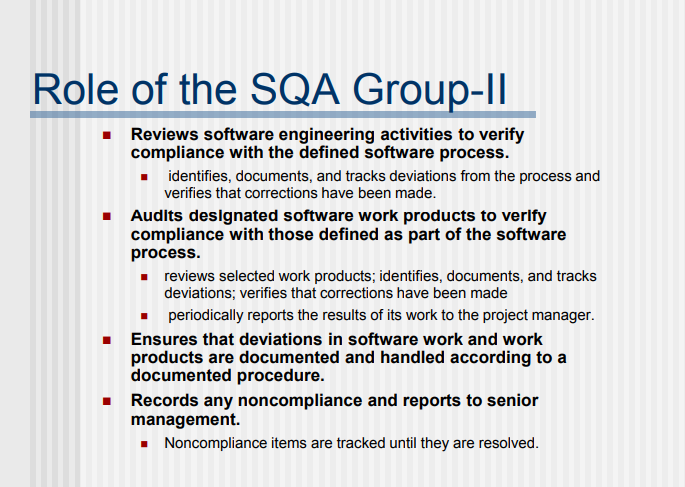 Role of the SQA Group-II
Reviews software engineering activities to verify
compliance with the defined software process.
identifies, documents, and tracks deviations from the process and
verifies that corrections have been made.
Audits designated software work products to verify
compliance with those defined as part of the software
process.
reviews selected work products; identifies, documents, and tracks
deviations; verifies that corrections have been made
periodically reports the results of its work to the project manager.
Ensures that deviations in software work and work
products are documented and handled according to a
documented procedure.
Records any noncompliance and reports to senior
management.
Noncompliance items are tracked until they are resolved.